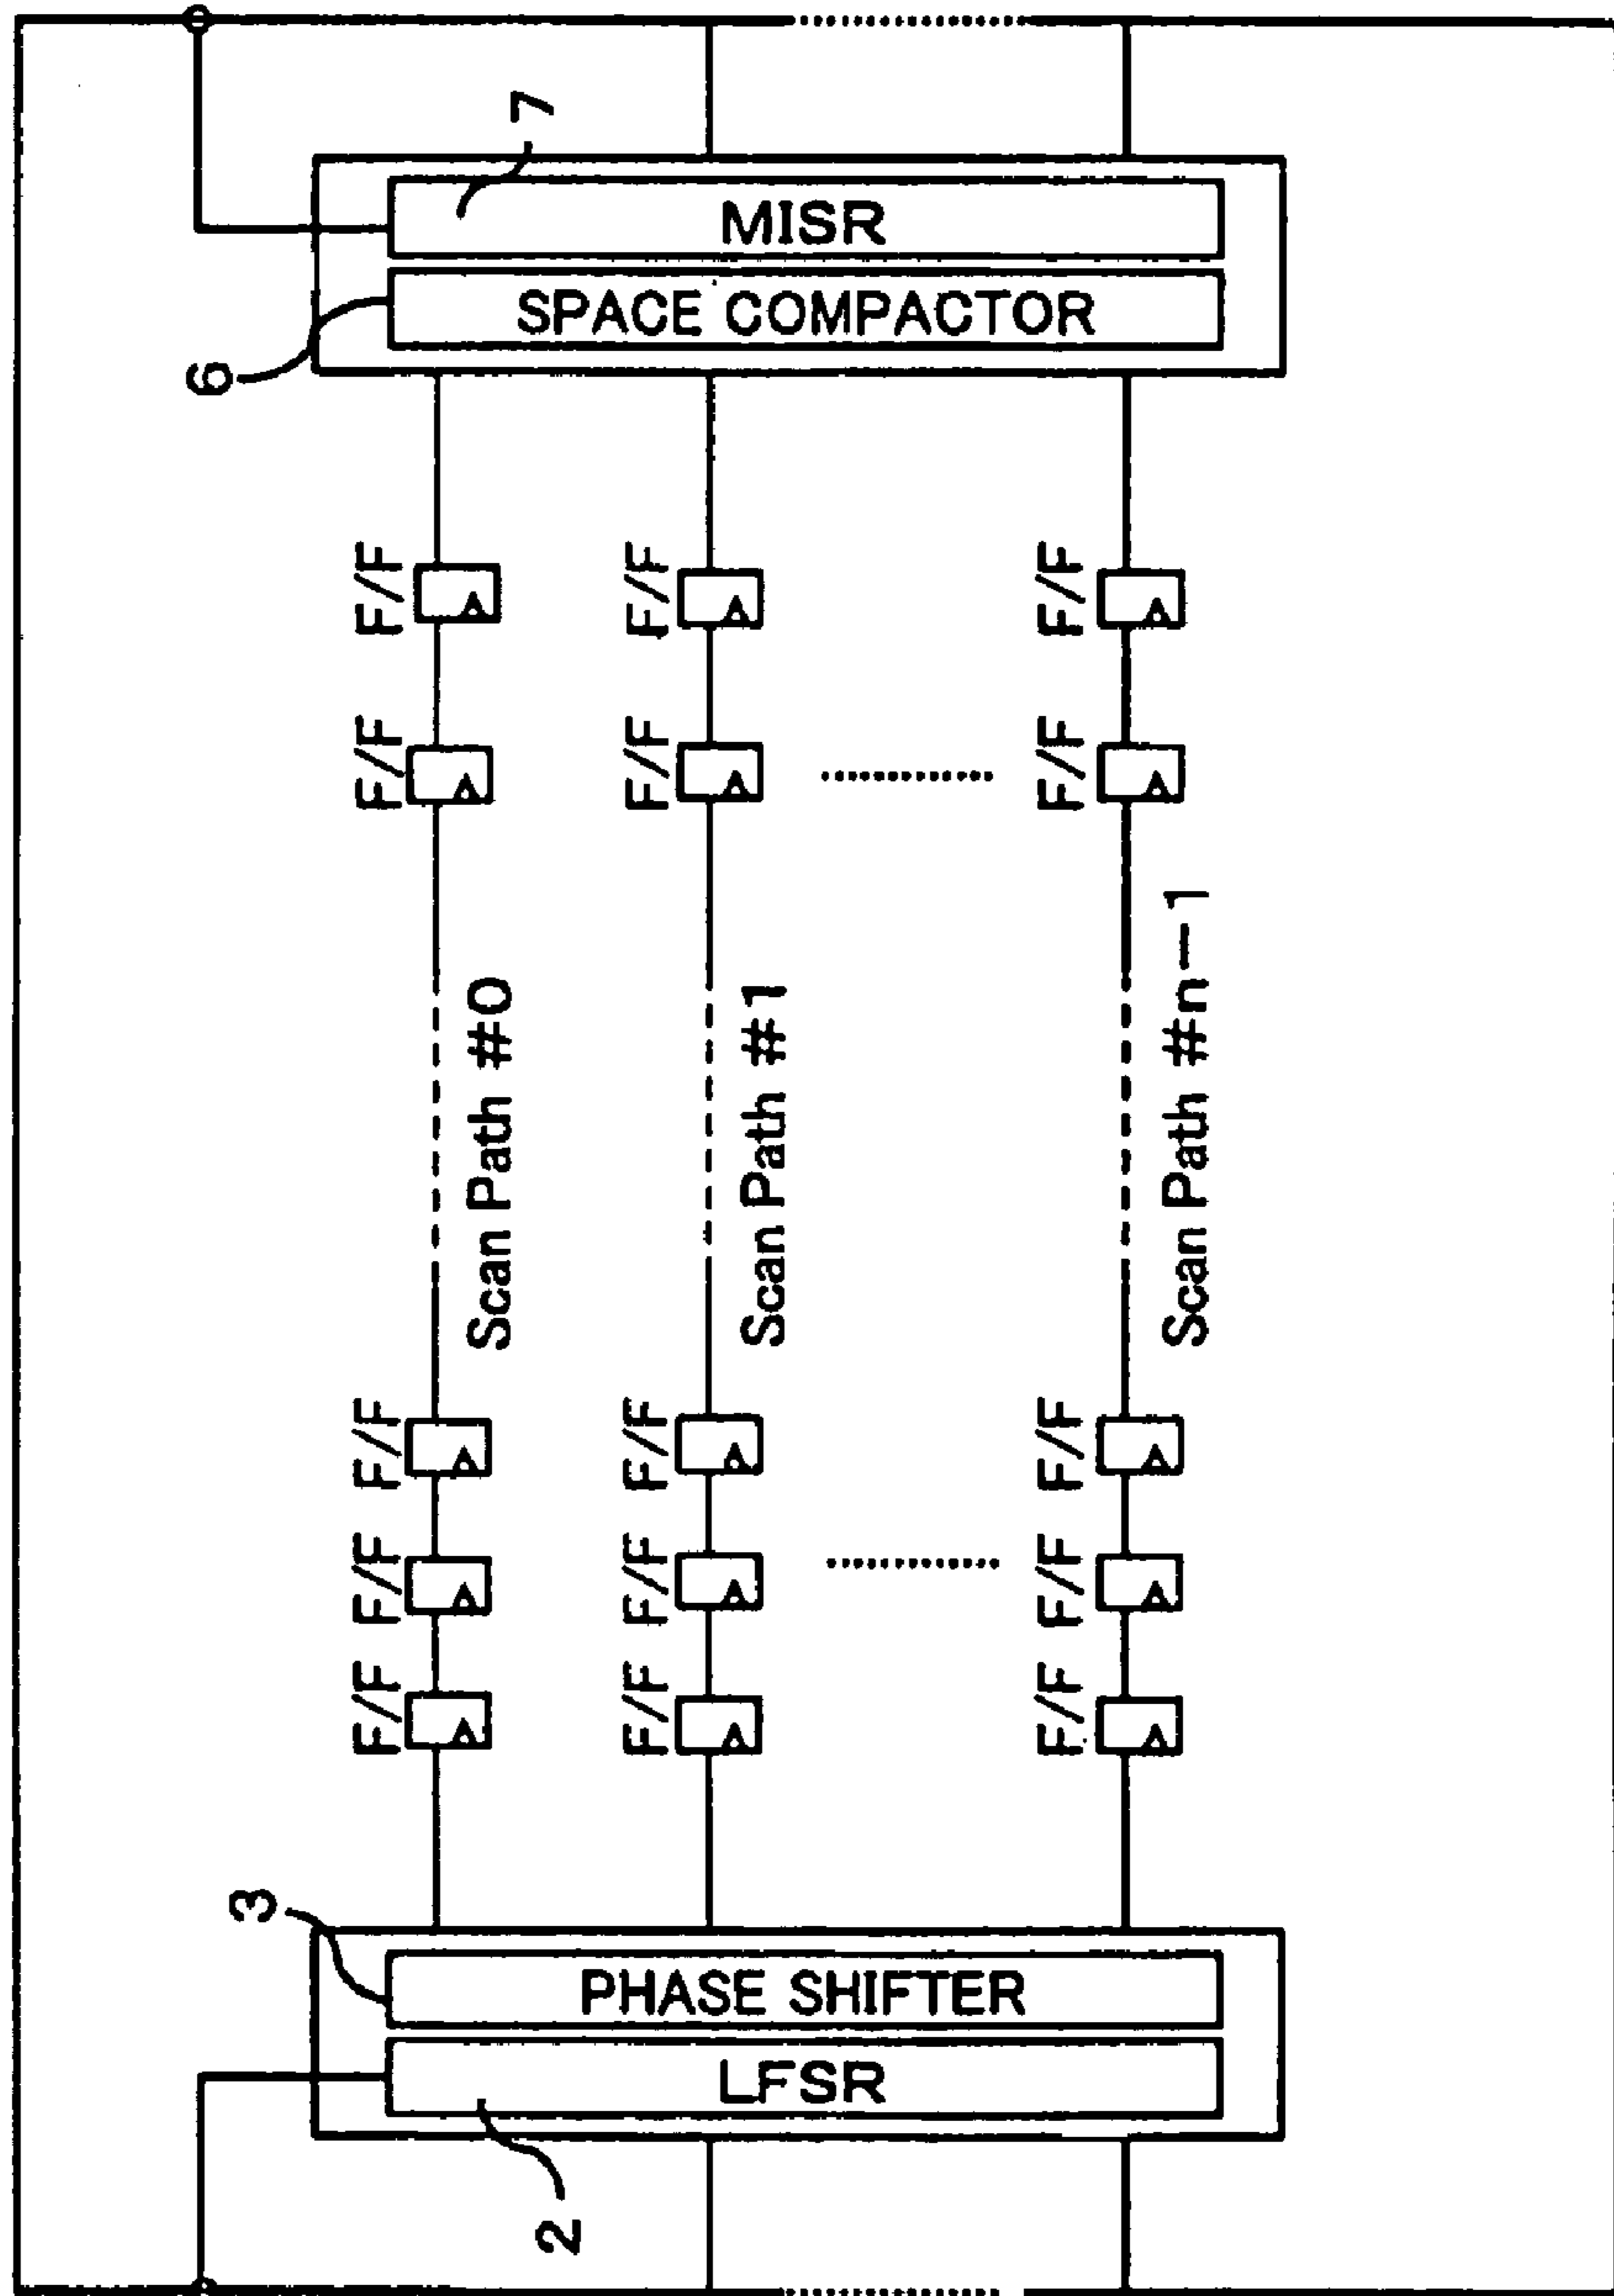 2
LFSR
3
PHASE SHIFTER
F/F F/F F/F F/F F/F
Scan Path #0
F/F F/F F/F F/F F/F
Scan Path #1
F/F F/F F/F F/F F/F
Scan Path #n-1
6
SPACE COMPACTOR
7
MISR